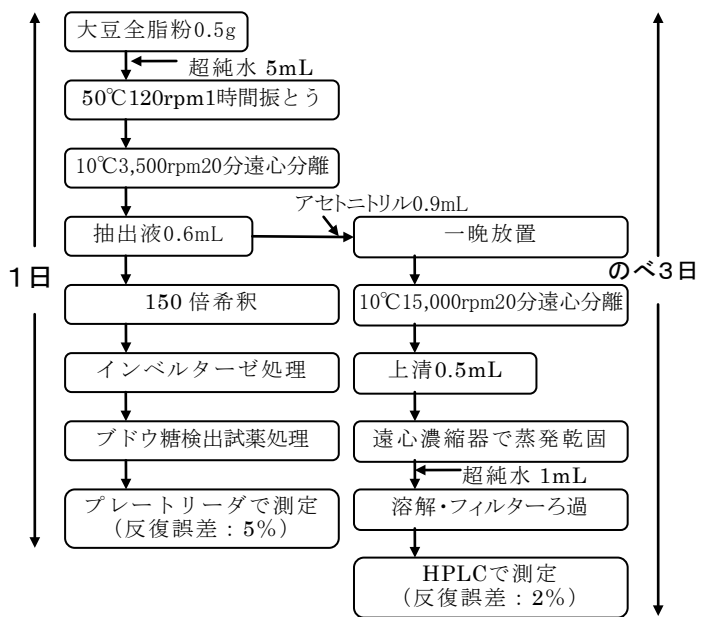 大豆全脂粉0.5g
超純水 5mL
50℃120rpm1時間振とう
10℃3,500rpm20分遠心分離
アセトニトリル0.9mL
抽出液0.6mL
一晩放置
1日
のべ3日
150 倍希釈
10℃15,000rpm20分遠心分離
インベルターゼ処理
上清0.5mL
ブドウ糖検出試薬処理
遠心濃縮器で蒸発乾固
超純水 1mL
プレートリーダで測定
(反復誤差：5%)
溶解・フィルターろ過
HPLCで測定
(反復誤差：2%)